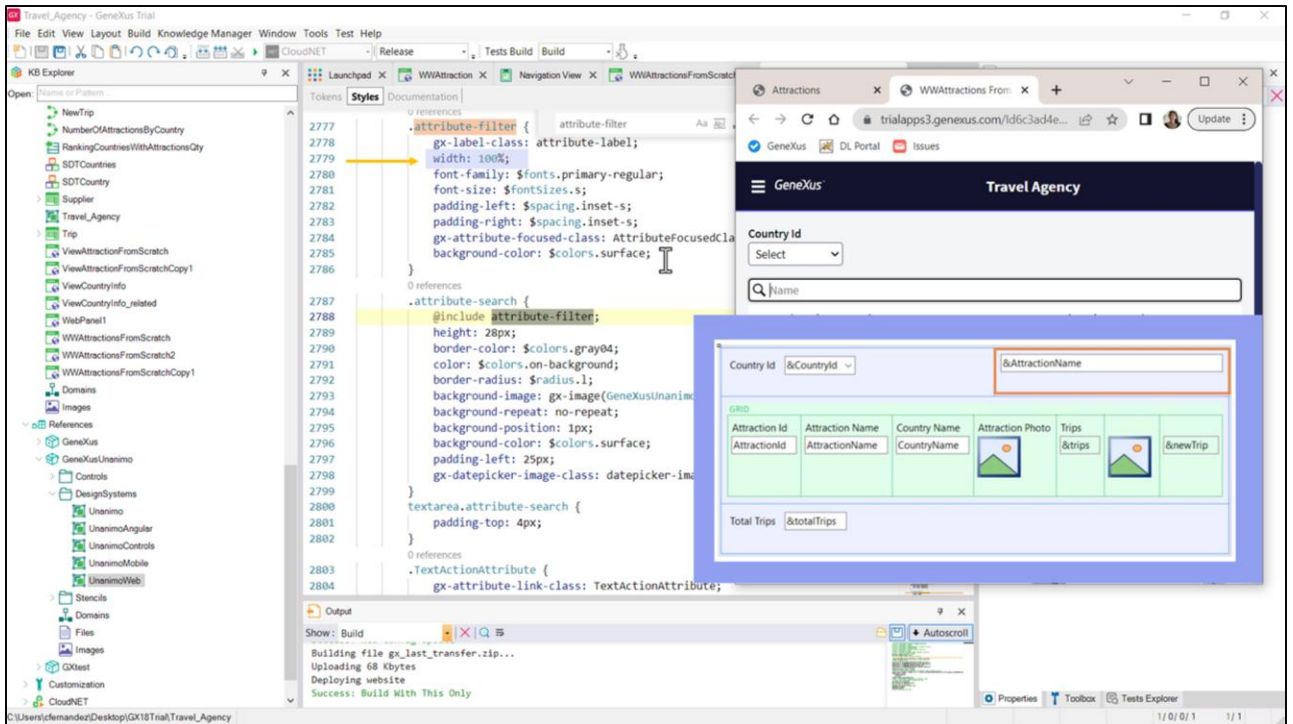 GX Travel_Agency - GeneXus Trial
File Edit View Layout Build Knowledge Manager Window Tools Test Help
CloudNET Release Tests Build Build
KB Explorer
Open: Name or Pattern ...
NewTrip
NumberOfAttractionsByCountry
RankingCountriesWithAttractionsQty
SDTCountries
SDTCountry
Supplier
Travel_Agency
Trip
ViewAttractionFromScratch
ViewAttractionFromScratchCopy1
ViewCountryInfo
ViewCountryInfo_related
WebPanel1
WWAttractionsFromScratch
WWAttractionsFromScratch2
WWAttractionsFromScratchCopy1
Domains
Images
References
GeneXus
GeneXusUnanimo
Controls
DesignSystems
Unanimo
UnanimoAngular
UnanimoControls
UnanimoMobile
UnanimoWeb
Stencils
Domains
Files
Images
GXtest
Customization
CloudNET
Launchpad X WWAttraction X Navigation View X WWAttractionsFromScratch
Tokens Styles Documentation
attribute-filter Aa
0 references
2777 .attribute-filter {
2778 gx-label-class: attribute-label;
2779 width: 100%;
2780 font-family: $fonts.primary-regular;
2781 font-size: $fontSizes.s;
2782 padding-left: $spacing.inset-s;
2783 padding-right: $spacing.inset-s;
2784 gx-attribute-focused-class: AttributeFocusedCla
2785 background-color: $colors.surface;
2786 }
0 references
2787 .attribute-search {
2788 @include attribute-filter;
2789 height: 28px;
2790 border-color: $colors.gray04;
2791 color: $colors.on-background;
2792 border-radius: $radius.l;
2793 background-image: gx-image(GeneXusUnanimo
2794 background-repeat: no-repeat;
2795 background-position: 1px;
2796 background-color: $colors.surface;
2797 padding-left: 25px;
2798 gx-datepicker-image-class: datepicker-ima
2799 }
2800 textarea.attribute-search {
2801 padding-top: 4px;
2802 }
0 references
2803 .TextActionAttribute {
2804 gx-attribute-link-class: TextActionAttribute;
Output
Show: Build Autoscroll
Building file gx_last_transfer.zip...
Uploading 68 Kbytes
Deploying website
Success: Build With This Only
Attractions WWAttractions From
trialapps3.genexus.com/Id6c3ad4e... Update
GeneXus DL Portal Issues
GeneXus Travel Agency
Country Id
Select
Name
Country Id &CountryId &AttractionName
GRID
Attraction Id Attraction Name Country Name Attraction Photo Trips
AttractionId AttractionName CountryName &trips &newTrip
Total Trips &totalTrips
Properties Toolbox Tests Explorer
C:\Users\cfernandez\Desktop\GX18Trial\Travel_Agency 1/0/0/1 1/1